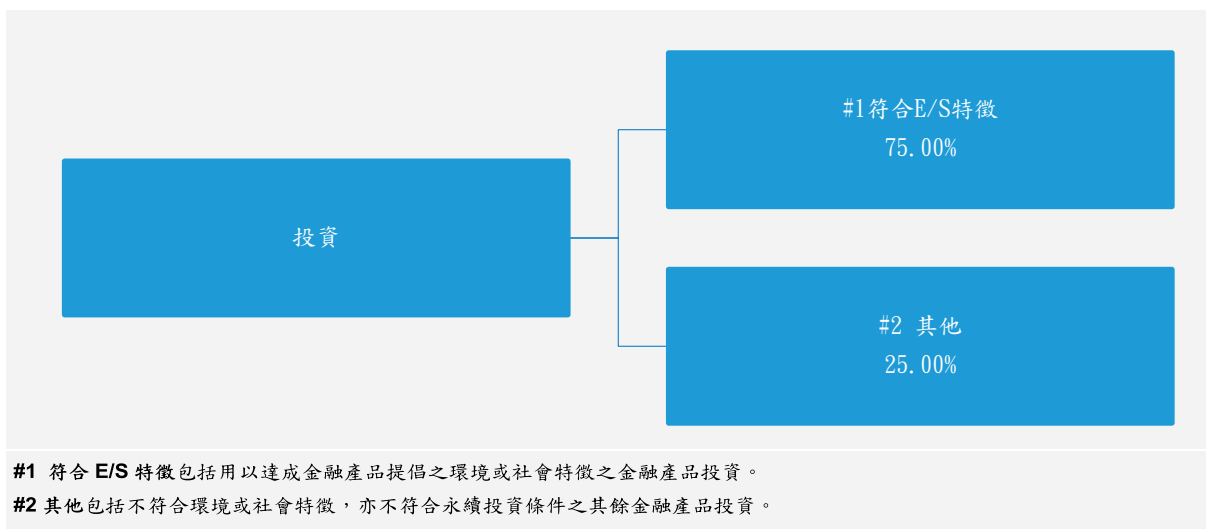 #1符合E/S特徵
75.00%
投資
#2 其他
25.00%
#1 符合 E/S 特徵包括用以達成金融產品提倡之環境或社會特徵之金融產品投資。
#2 其他包括不符合環境或社會特徵，亦不符合永續投資條件之其餘金融產品投資。